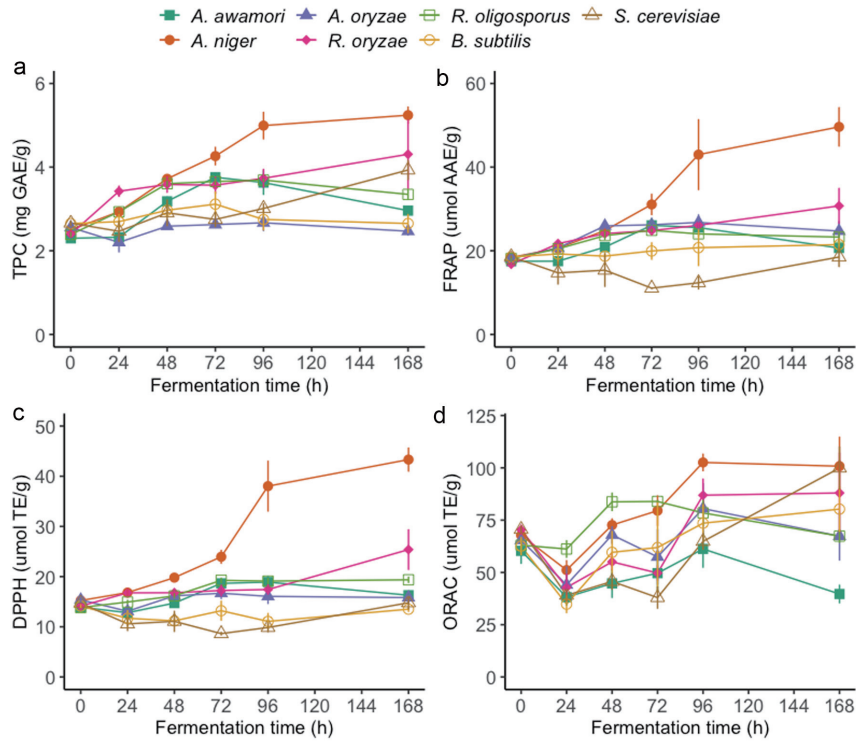 A. awamori A. oryzae R. oligosporus S. cerevisiae
A. niger R. oryzae B. subtilis
a
TPC (mg GAE/g)
6
4
2
0
0 24 48 72 96 120 144 168
Fermentation time (h)
b
FRAP (umol AAE/g)
60
40
20
0
0 24 48 72 96 120 144 168
Fermentation time (h)
c
DPPH (umol TE/g)
50
40
30
20
10
0
0 24 48 72 96 120 144 168
Fermentation time (h)
d
ORAC (umol TE/g)
125
100
75
50
25
0
0 24 48 72 96 120 144 168
Fermentation time (h)